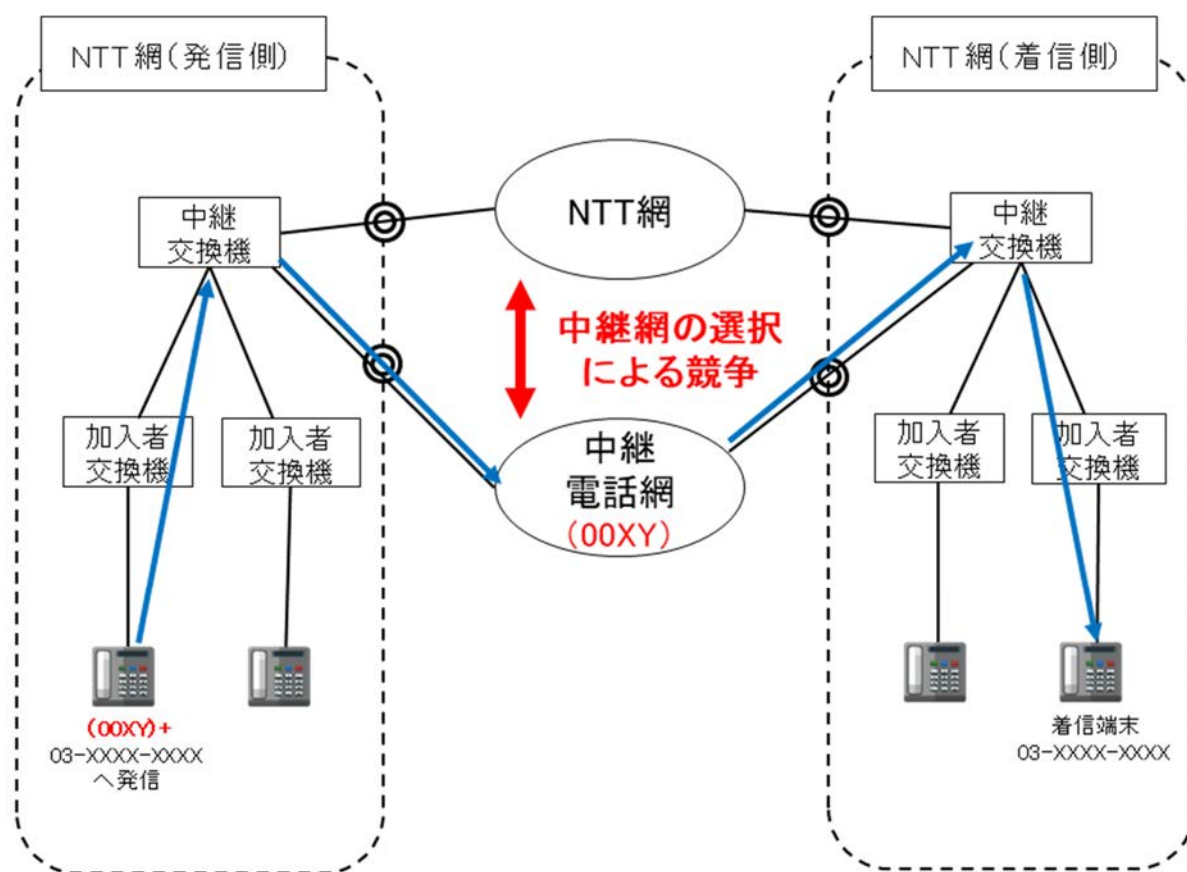 NTT網(発信側)
NTT網(着信側)
NTT網
中継
交換機
中継
交換機
中継網の選択
による競争
加入者
交換機
加入者
交換機
中継
電話網
(00XY)
加入者
交換機
加入者
交換機
(00XY)+
03-XXXX-XXXX
へ発信
着信端末
03-XXXX-XXXX